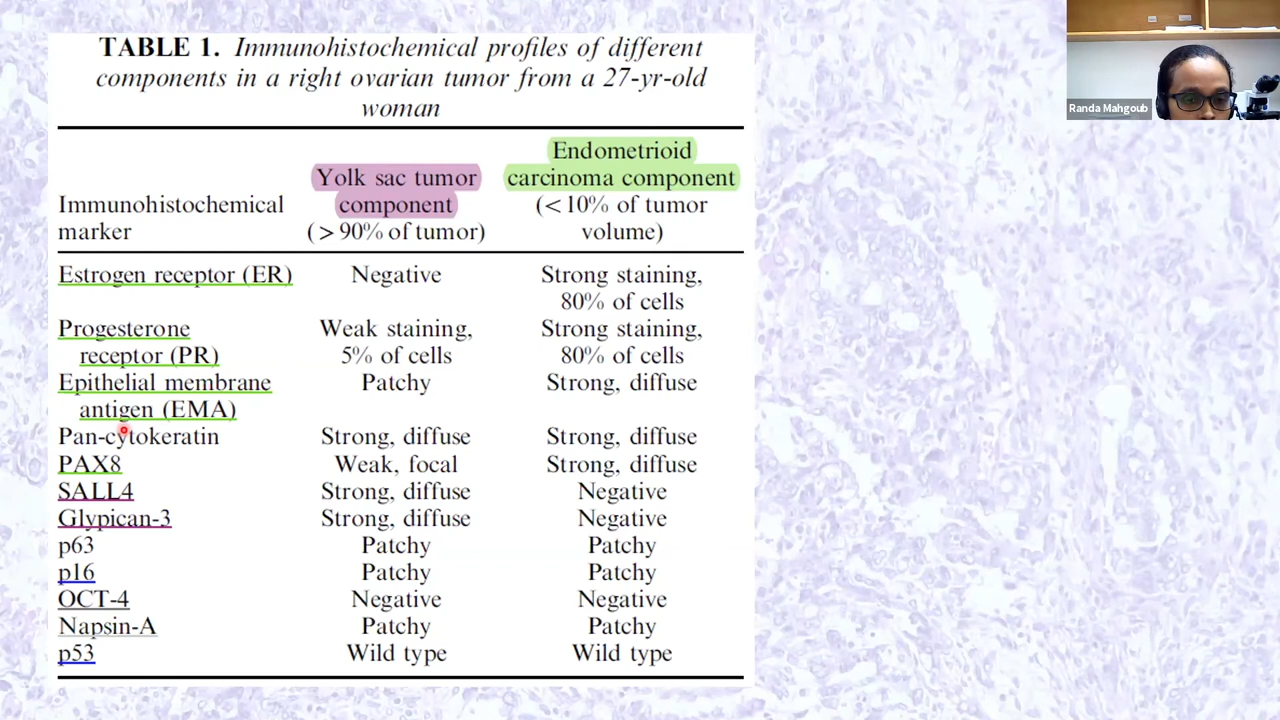 TABLE 1. Immunohistochemical profiles of different
components in a right ovarian tumor from a 27-yr-old
woman
Immunohistochemical
marker
Yolk sac tumor
component
(> 90% of tumor)
Endometrioid
carcinoma component
(< 10% of tumor
volume)
Estrogen receptor (ER) Negative Strong staining,
80% of cells
Progesterone Weak staining, Strong staining,
receptor (PR) 5% of cells 80% of cells
Epithelial membrane Patchy Strong, diffuse
antigen (EMA)
Pan-cytokeratin Strong, diffuse Strong, diffuse
PAX8 Weak, focal Strong, diffuse
SALL4 Strong, diffuse Negative
Glypican-3 Strong, diffuse Negative
p63 Patchy Patchy
p16 Patchy Patchy
OCT-4 Negative Negative
Napsin-A Patchy Patchy
p53 Wild type Wild type
Randa Mahgoub